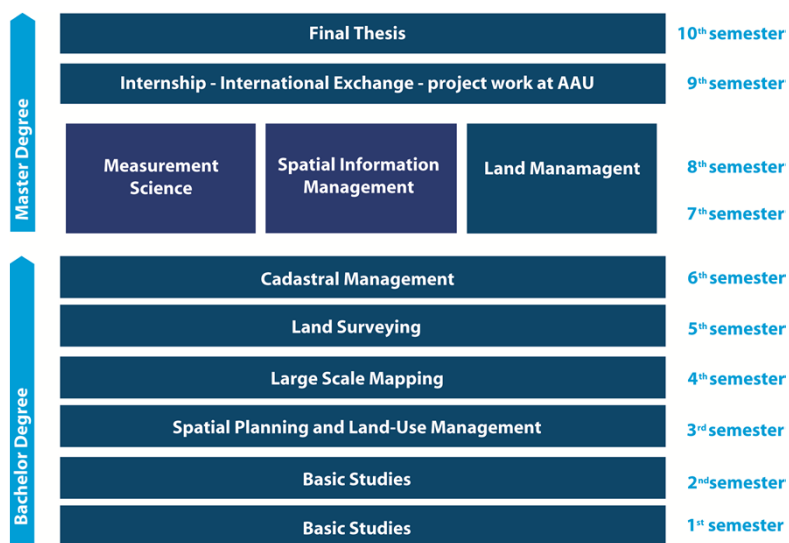 Master Degree
Final Thesis
10th semester
Internship - International Exchange - project work at AAU
9th semester
Measurement
Science
Spatial Information
Management
Land Manamagent
8th semester
7th semester
Bachelor Degree
Cadastral Management
6th semester
Land Surveying
5th semester
Large Scale Mapping
4th semester
Spatial Planning and Land-Use Management
3rd semester
Basic Studies
2nd semester
Basic Studies
1st semester